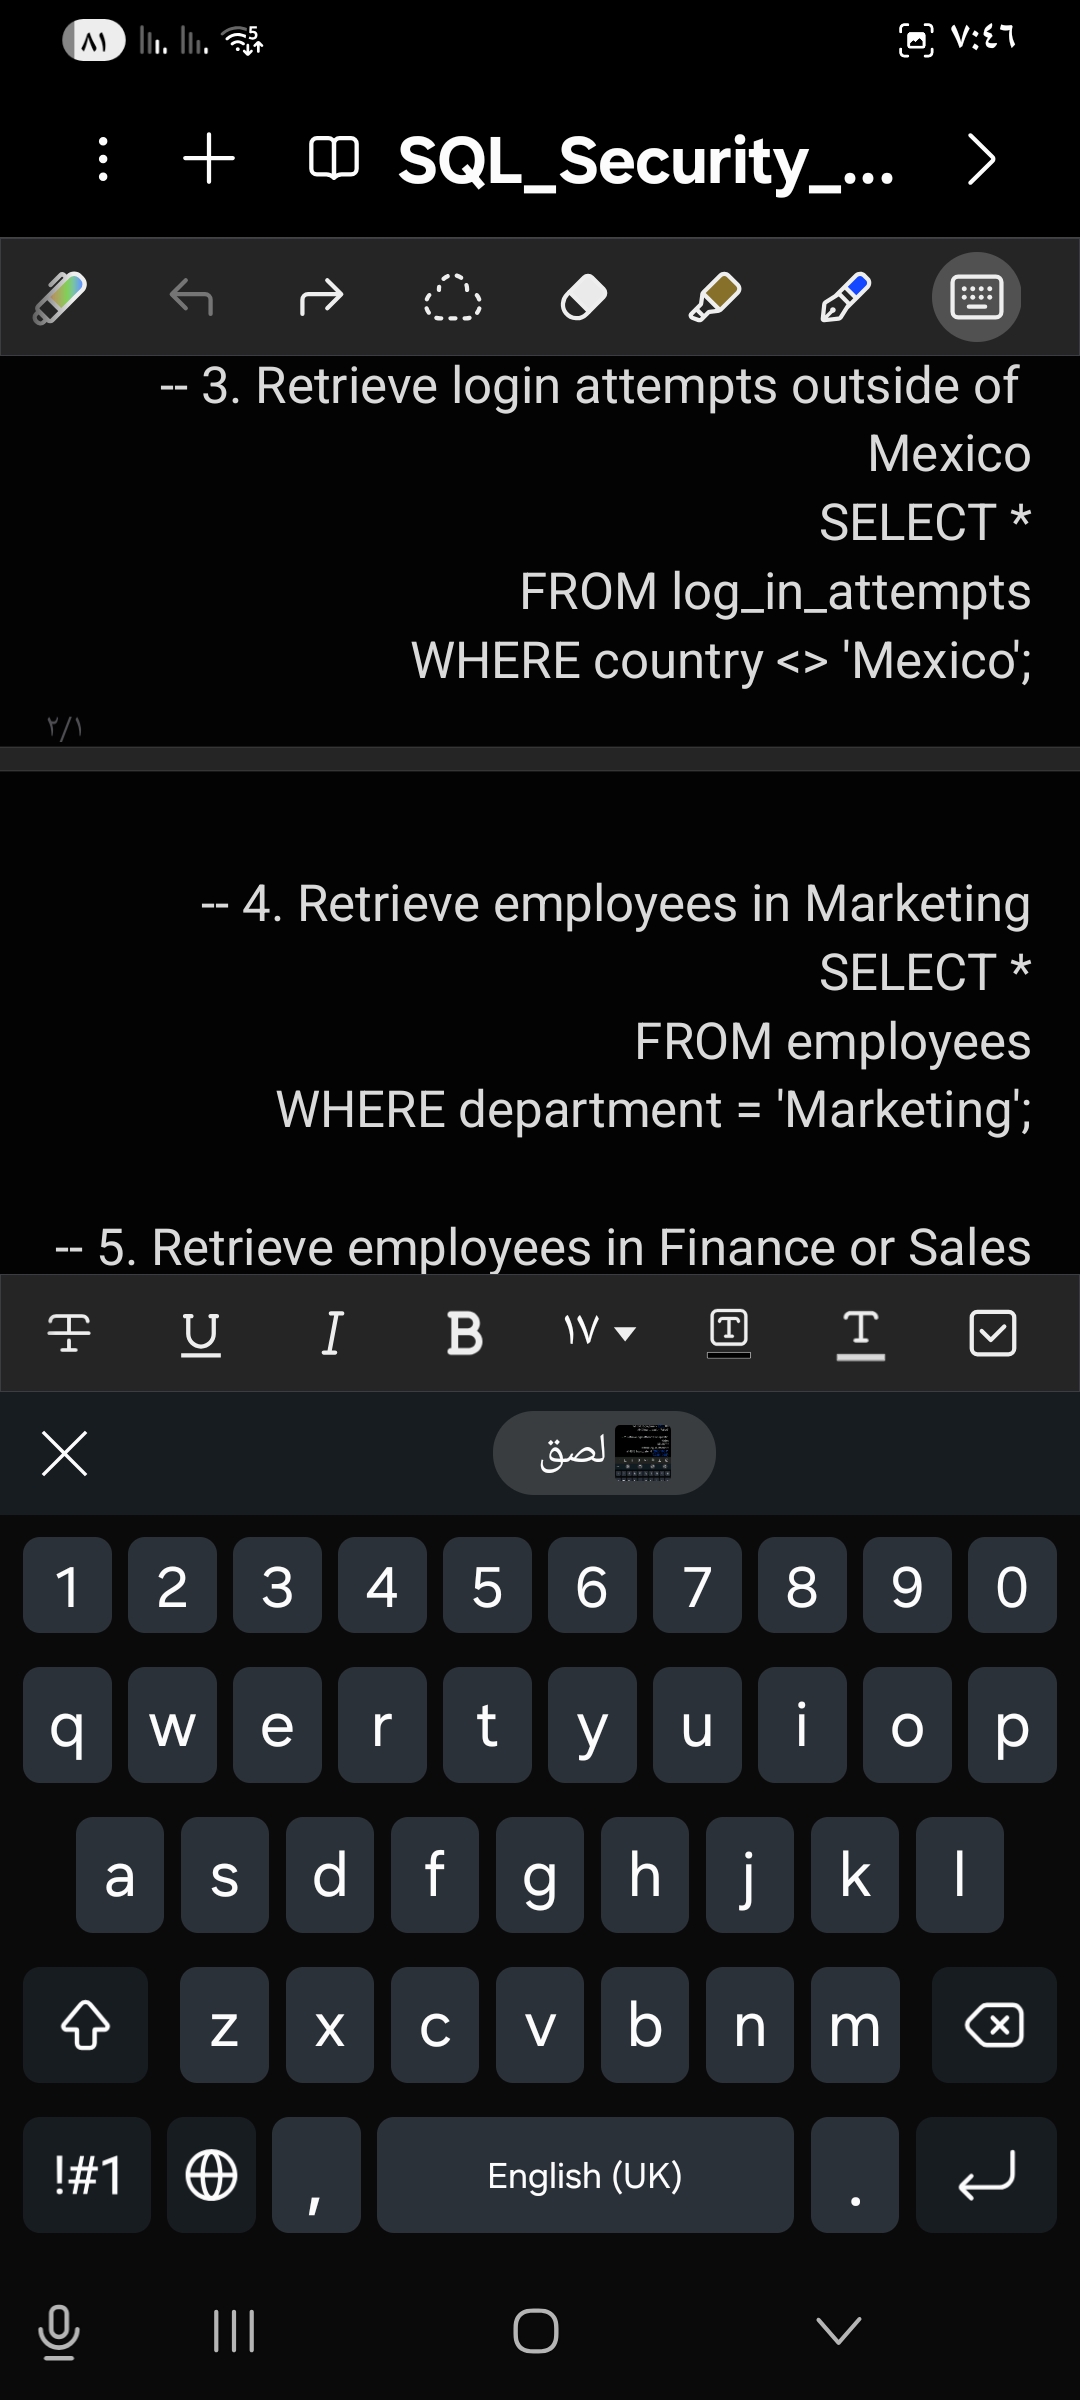 ٨١
5
٧:٤٦
SQL_Security_...
-- 3. Retrieve login attempts outside of
Mexico
SELECT *
FROM log_in_attempts
WHERE country <> 'Mexico';
٢/١
-- 4. Retrieve employees in Marketing
SELECT *
FROM employees
WHERE department = 'Marketing';
-- 5. Retrieve employees in Finance or Sales
T U I B ١٧ T T
لصق
1 2 3 4 5 6 7 8 9 0
q w e r t y u i o p
a s d f g h j k l
z x c v b n m
!#1 , English (UK) .